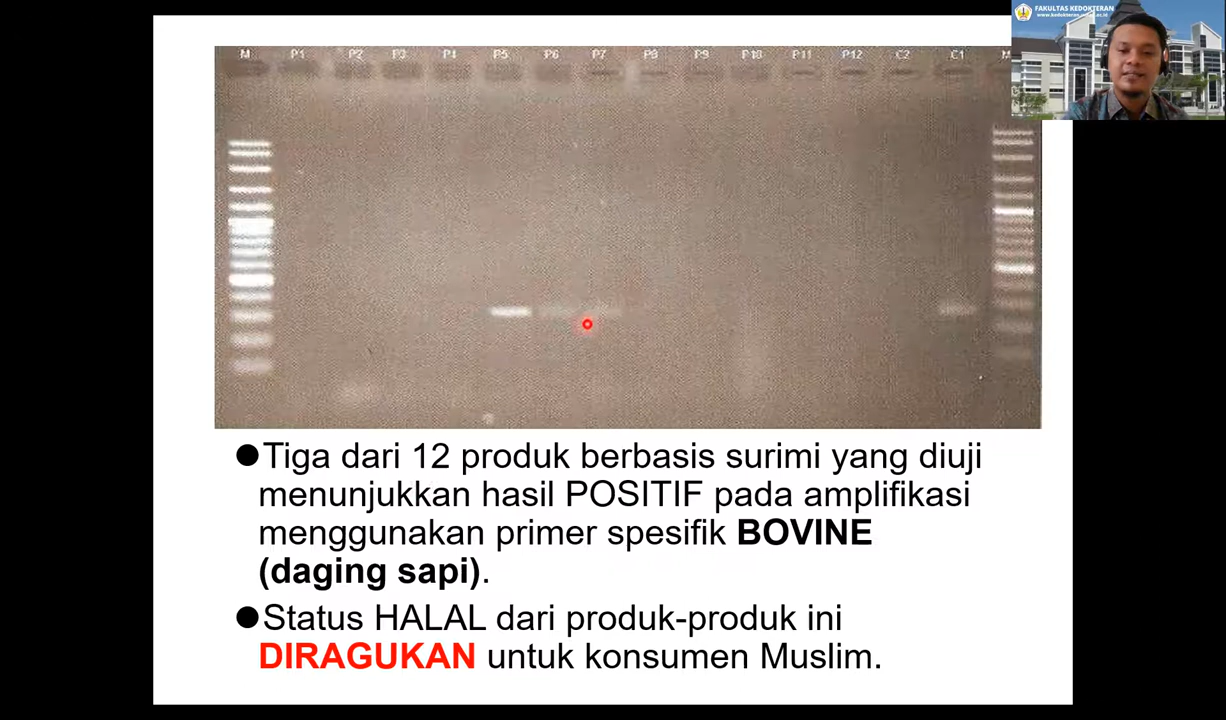 FAKULTAS KEDOKTERAN
M P1 P2 P3 P4 P5 P6 P7 P8 P9 P10 P11 P12 C2 C1 M
●Tiga dari 12 produk berbasis surimi yang diuji
menunjukkan hasil POSITIF pada amplifikasi
menggunakan primer spesifik BOVINE
(daging sapi).
●Status HALAL dari produk-produk ini
DIRAGUKAN untuk konsumen Muslim.